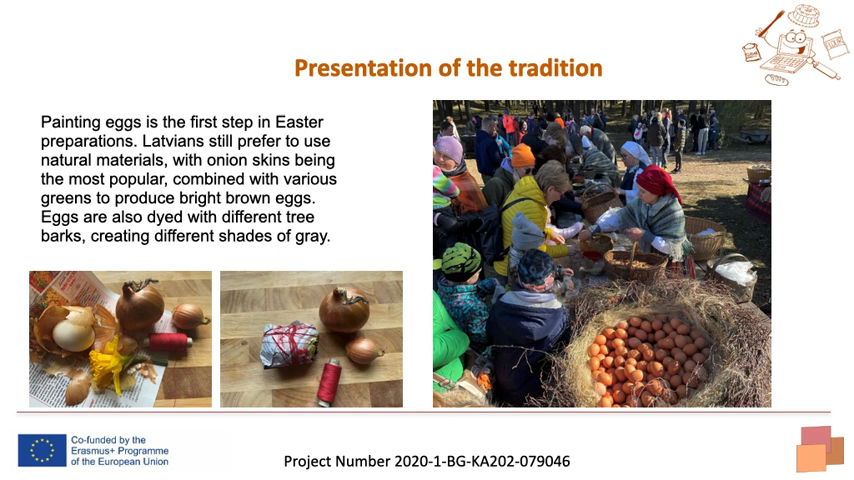 Presentation of the tradition
Painting eggs is the first step in Easter
preparations. Latvians still prefer to use
natural materials, with onion skins being
the most popular, combined with various
greens to produce bright brown eggs.
Eggs are also dyed with different tree
barks, creating different shades of gray.
Co-funded by the
Erasmus+ Programme
of the European Union
Project Number 2020-1-BG-KA202-079046